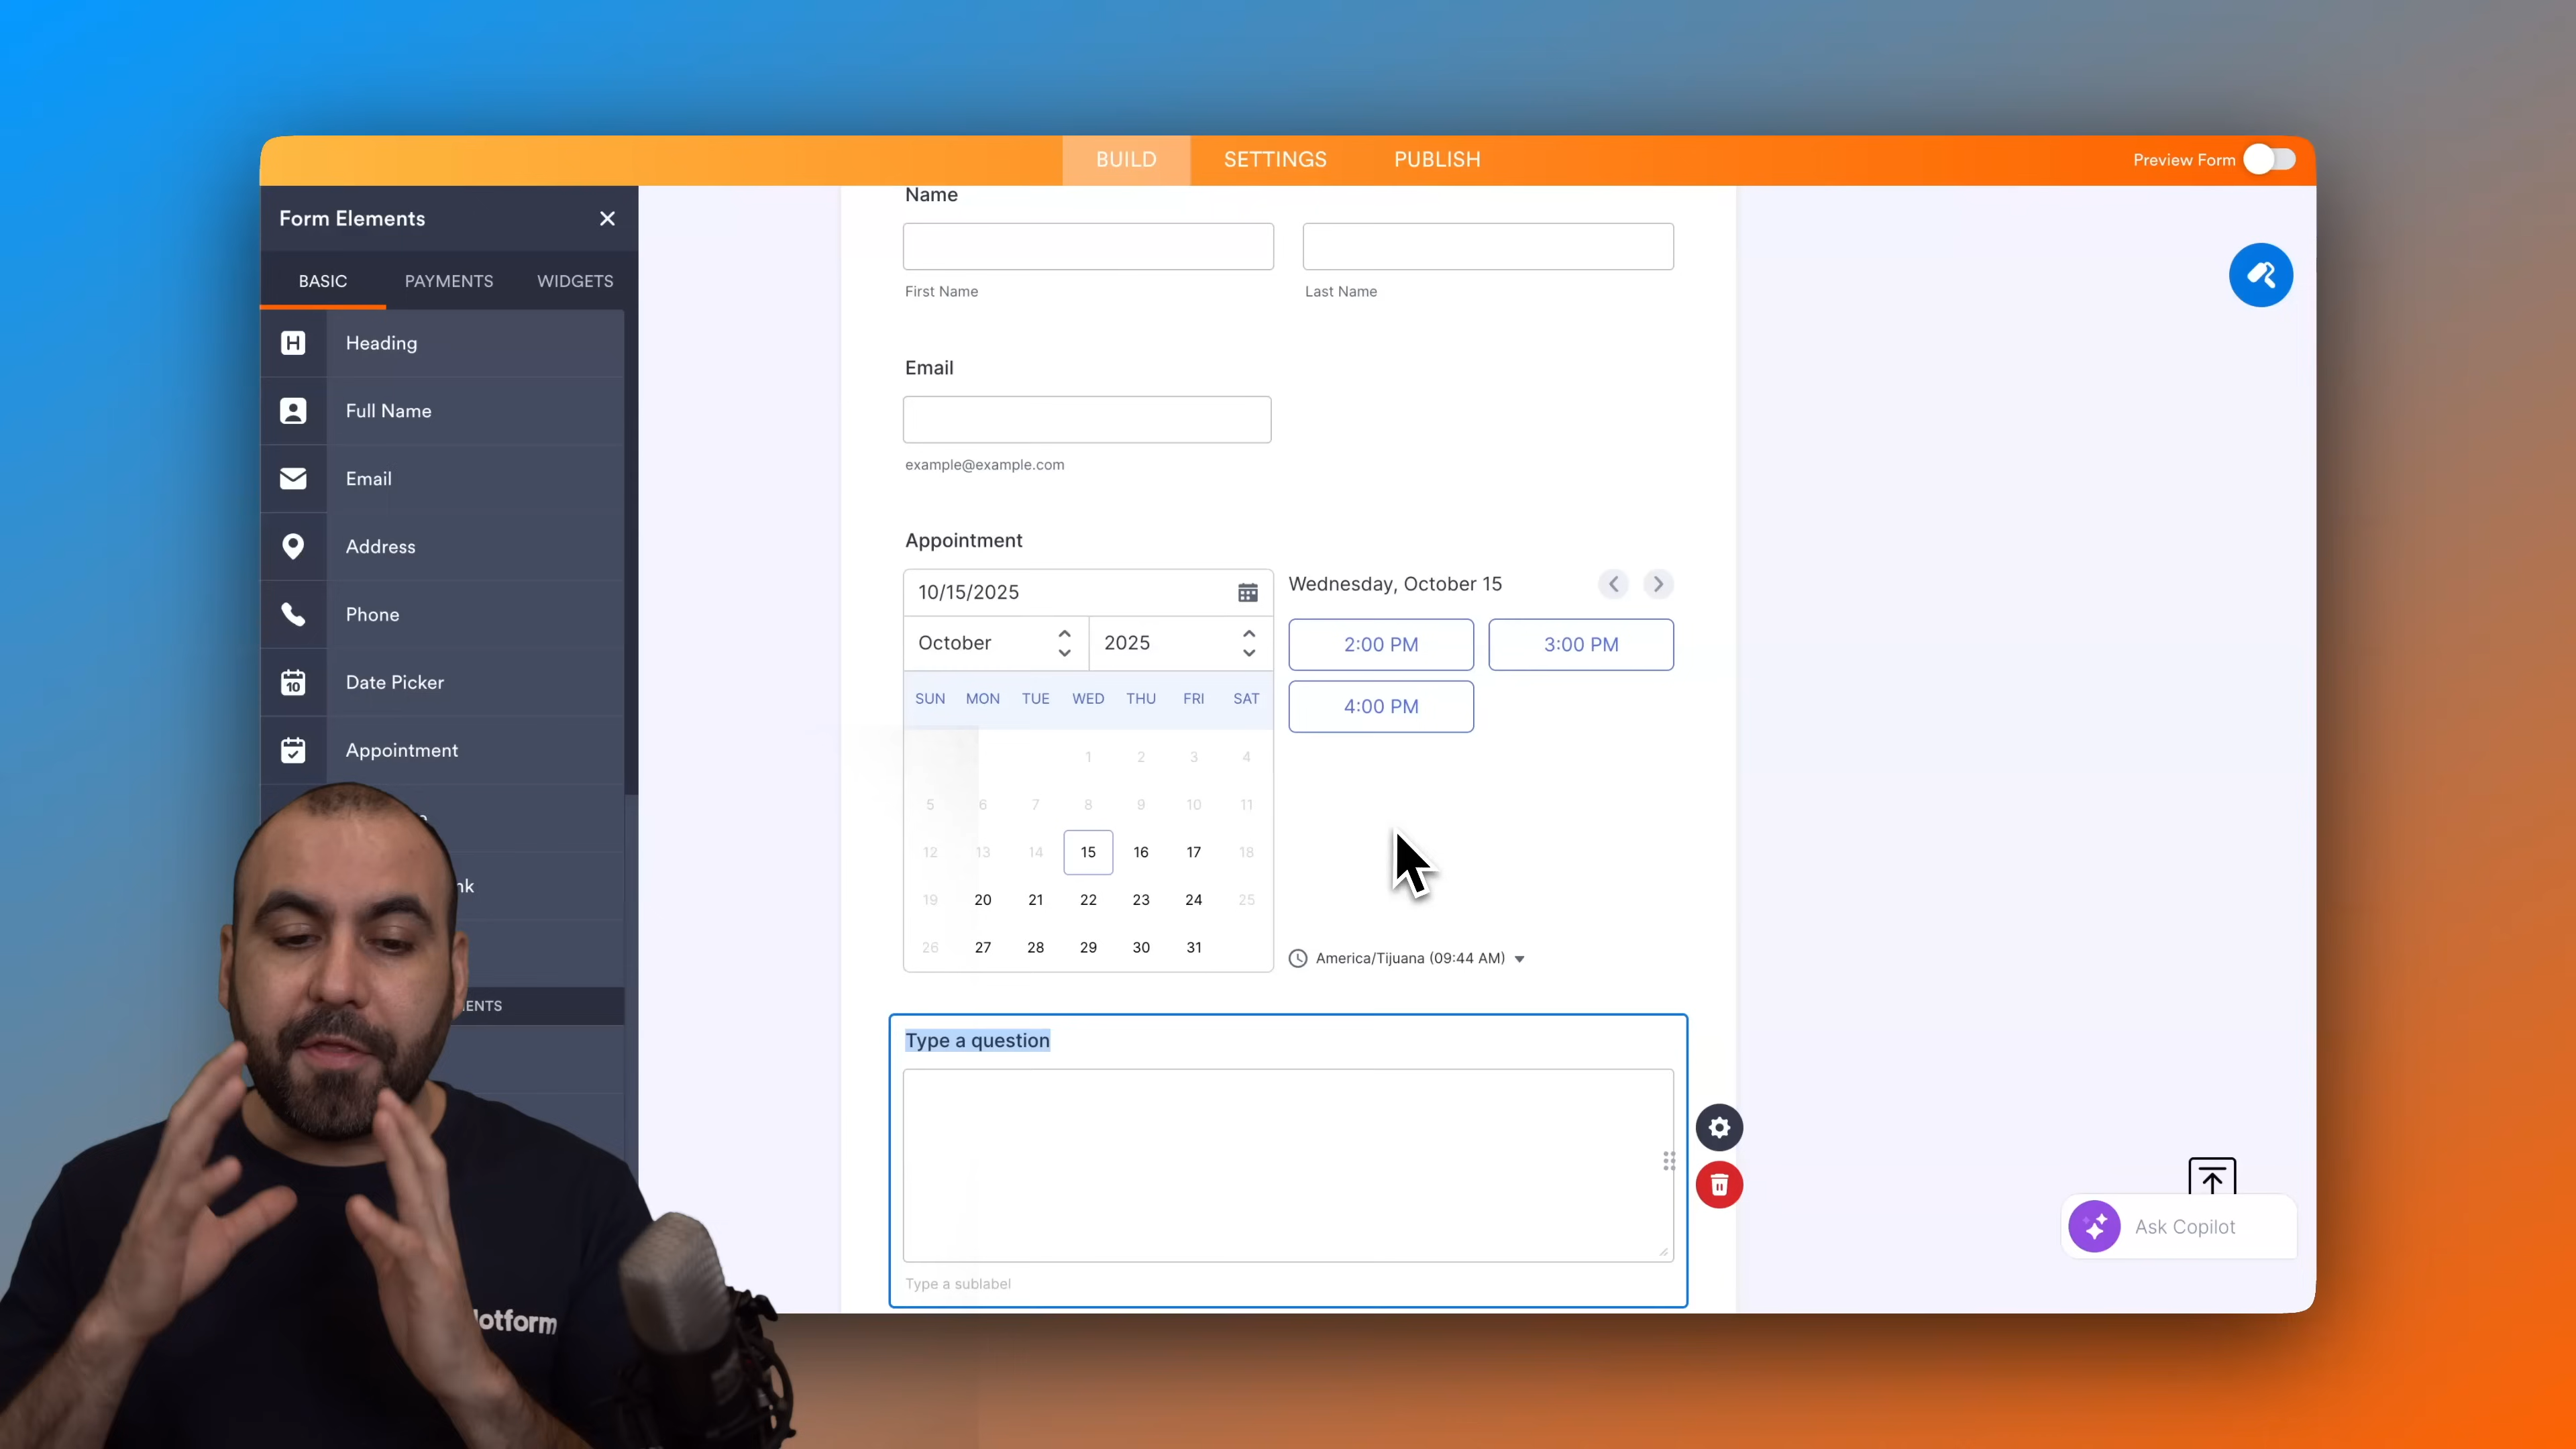 BUILD SETTINGS PUBLISH Preview Form
Form Elements
BASIC PAYMENTS WIDGETS
H Heading
Full Name
Email
Address
Phone
10 Date Picker
Appointment
Name
First Name Last Name
Email
example@example.com
Appointment
10/15/2025
October 2025
SUN MON TUE WED THU FRI SAT
1 2 3 4
5 6 7 8 9 10 11
12 13 14 15 16 17 18
19 20 21 22 23 24 25
26 27 28 29 30 31
Wednesday, October 15
2:00 PM 3:00 PM
4:00 PM
America/Tijuana (09:44 AM)
Type a question
Type a sublabel
Ask Copilot
Jotform